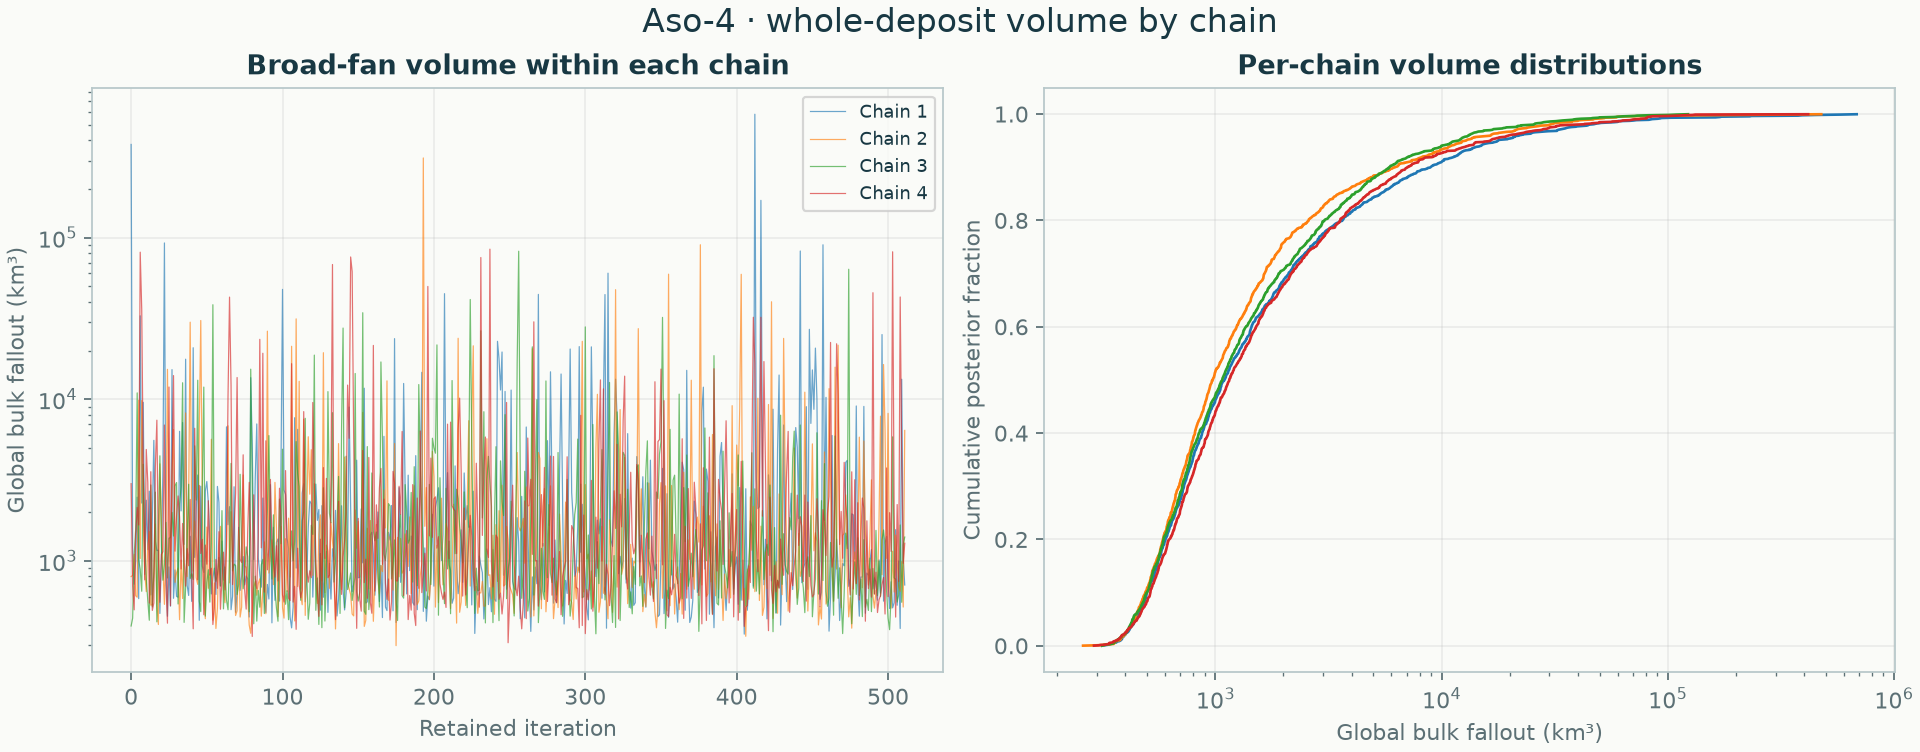 Aso-4 · whole-deposit volume by chain
Broad-fan volume within each chain
Global bulk fallout (km³)
10⁵
10⁴
10³
Chain 1
Chain 2
Chain 3
Chain 4
0
100
200
300
400
500
Retained iteration
Per-chain volume distributions
Cumulative posterior fraction
1.0
0.8
0.6
0.4
0.2
0.0
10³
10⁴
10⁵
10⁶
Global bulk fallout (km³)